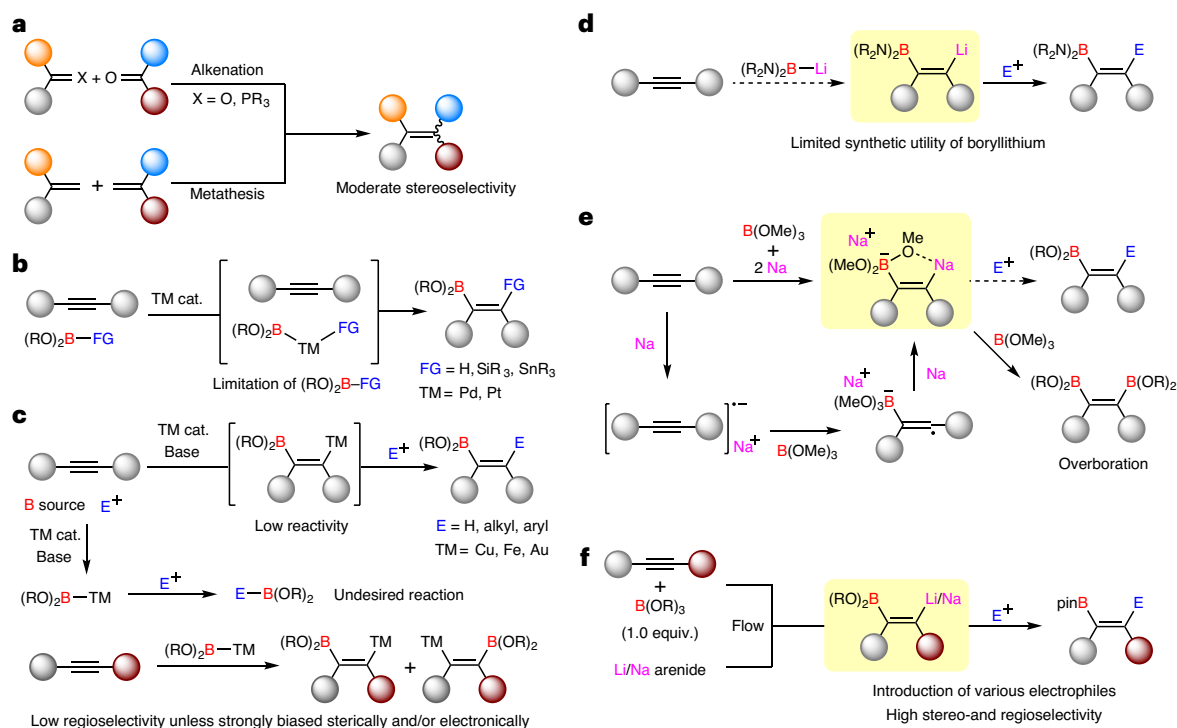 a
X + O
Alkenation
X = O, PR3
+
Metathesis
Moderate stereoselectivity
b
(RO)2B—FG
TM cat.
(RO)2B
FG
TM
Limitation of (RO)2B–FG
(RO)2B
FG
FG = H, SiR3, SnR3
TM = Pd, Pt
c
B source E+
TM cat.
Base
(RO)2B
TM
Low reactivity
E+
(RO)2B
E
E = H, alkyl, aryl
TM = Cu, Fe, Au
TM cat.
Base
(RO)2B—TM
E+
E—B(OR)2
Undesired reaction
(RO)2B—TM
(RO)2B
TM
+
TM
B(OR)2
Low regioselectivity unless strongly biased sterically and/or electronically
d
(R2N)2B—Li
(R2N)2B
Li
E+
(R2N)2B
E
Limited synthetic utility of boryllithium
e
B(OMe)3
+
2 Na
Na+
OMe
(MeO)2B−
Na
E+
(RO)2B
E
Na
•−
Na+
B(OMe)3
Na+
(MeO)3B−
•
Na
B(OMe)3
(RO)2B
B(OR)2
Overboration
f
+
B(OR)3
(1.0 equiv.)
Li/Na arenide
Flow
(RO)2B
Li/Na
E+
pinB
E
Introduction of various electrophiles
High stereo-and regioselectivity